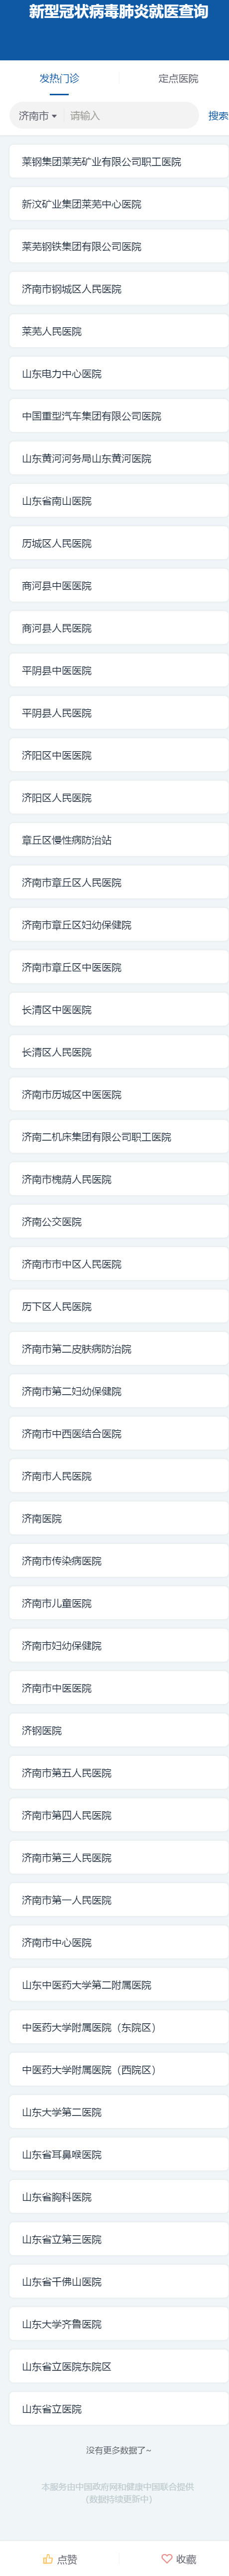 新型冠状病毒肺炎就医查询
发热门诊 定点医院
济南市 请输入 搜索
莱钢集团莱芜矿业有限公司职工医院
新汶矿业集团莱芜中心医院
莱芜钢铁集团有限公司医院
济南市钢城区人民医院
莱芜人民医院
山东电力中心医院
中国重型汽车集团有限公司医院
山东黄河河务局山东黄河医院
山东省南山医院
历城区人民医院
商河县中医医院
商河县人民医院
平阴县中医医院
平阴县人民医院
济阳区中医医院
济阳区人民医院
章丘区慢性病防治站
济南市章丘区人民医院
济南市章丘区妇幼保健院
济南市章丘区中医医院
长清区中医医院
长清区人民医院
济南市历城区中医医院
济南二机床集团有限公司职工医院
济南市槐荫人民医院
济南公交医院
济南市市中区人民医院
历下区人民医院
济南市第二皮肤病防治院
济南市第二妇幼保健院
济南市中西医结合医院
济南市人民医院
济南医院
济南市传染病医院
济南市儿童医院
济南市妇幼保健院
济南市中医医院
济钢医院
济南市第五人民医院
济南市第四人民医院
济南市第三人民医院
济南市第一人民医院
济南市中心医院
山东中医药大学第二附属医院
中医药大学附属医院（东院区）
中医药大学附属医院（西院区）
山东大学第二医院
山东省耳鼻喉医院
山东省胸科医院
山东省立第三医院
山东省千佛山医院
山东大学齐鲁医院
山东省立医院东院区
山东省立医院
没有更多数据了~
本服务由中国政府网和健康中国联合提供
（数据持续更新中）
点赞 收藏